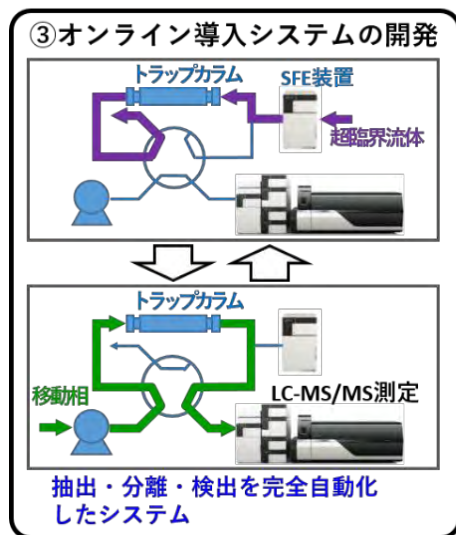 ③オンライン導入システムの開発
トラップカラム
SFE装置
超臨界流体
トラップカラム
移動相
LC-MS/MS測定
抽出・分離・検出を完全自動化
したシステム